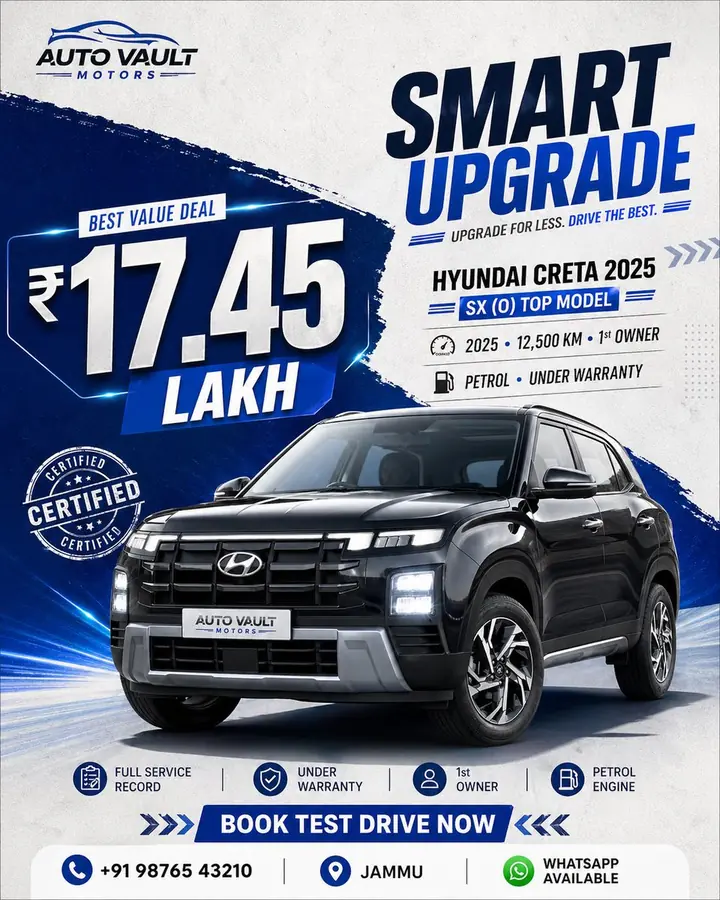 AUTO VAULT
MOTORS
SMART
UPGRADE
UPGRADE FOR LESS. DRIVE THE BEST.
BEST VALUE DEAL
₹17.45
LAKH
HYUNDAI CRETA 2025
SX (O) TOP MODEL
2025 • 12,500 KM • 1st OWNER
PETROL • UNDER WARRANTY
CERTIFIED
CERTIFIED
CERTIFIED
AUTO VAULT
MOTORS
FULL SERVICE
RECORD
UNDER
WARRANTY
1st
OWNER
PETROL
ENGINE
BOOK TEST DRIVE NOW
+91 98765 43210
JAMMU
WHATSAPP
AVAILABLE